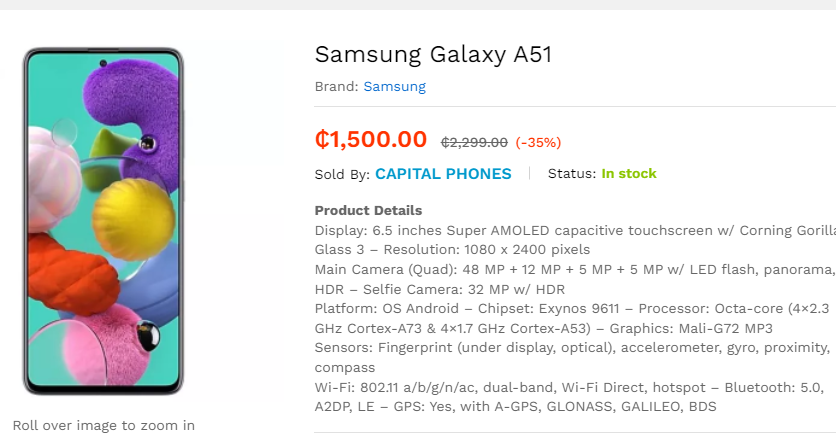 Samsung Galaxy A51
Brand: Samsung
₵1,500.00 ₵2,299.00 (-35%)
Sold By: CAPITAL PHONES Status: In stock
Product Details
Display: 6.5 inches Super AMOLED capacitive touchscreen w/ Corning Gorilla
Glass 3 – Resolution: 1080 x 2400 pixels
Main Camera (Quad): 48 MP + 12 MP + 5 MP + 5 MP w/ LED flash, panorama,
HDR – Selfie Camera: 32 MP w/ HDR
Platform: OS Android – Chipset: Exynos 9611 – Processor: Octa-core (4×2.3
GHz Cortex-A73 & 4×1.7 GHz Cortex-A53) – Graphics: Mali-G72 MP3
Sensors: Fingerprint (under display, optical), accelerometer, gyro, proximity,
compass
Wi-Fi: 802.11 a/b/g/n/ac, dual-band, Wi-Fi Direct, hotspot – Bluetooth: 5.0,
A2DP, LE – GPS: Yes, with A-GPS, GLONASS, GALILEO, BDS
Roll over image to zoom in